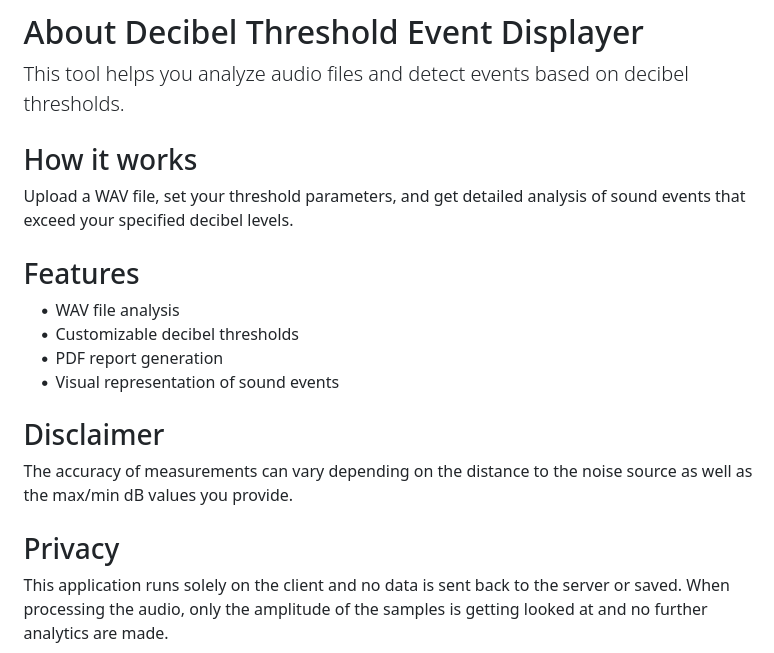 About Decibel Threshold Event Displayer
This tool helps you analyze audio files and detect events based on decibel
thresholds.
How it works
Upload a WAV file, set your threshold parameters, and get detailed analysis of sound events that
exceed your specified decibel levels.
Features
• WAV file analysis
• Customizable decibel thresholds
• PDF report generation
• Visual representation of sound events
Disclaimer
The accuracy of measurements can vary depending on the distance to the noise source as well as
the max/min dB values you provide.
Privacy
This application runs solely on the client and no data is sent back to the server or saved. When
processing the audio, only the amplitude of the samples is getting looked at and no further
analytics are made.